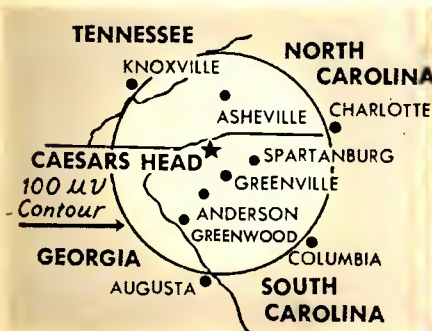 TENNESSEE
NORTH
CAROLINA
KNOXVILLE
ASHEVILLE
CHARLOTTE
CAESARS HEAD
SPARTANBURG
100 µV
Contour
GREENVILLE
ANDERSON
GREENWOOD
GEORGIA
COLUMBIA
AUGUSTA
SOUTH
CAROLINA